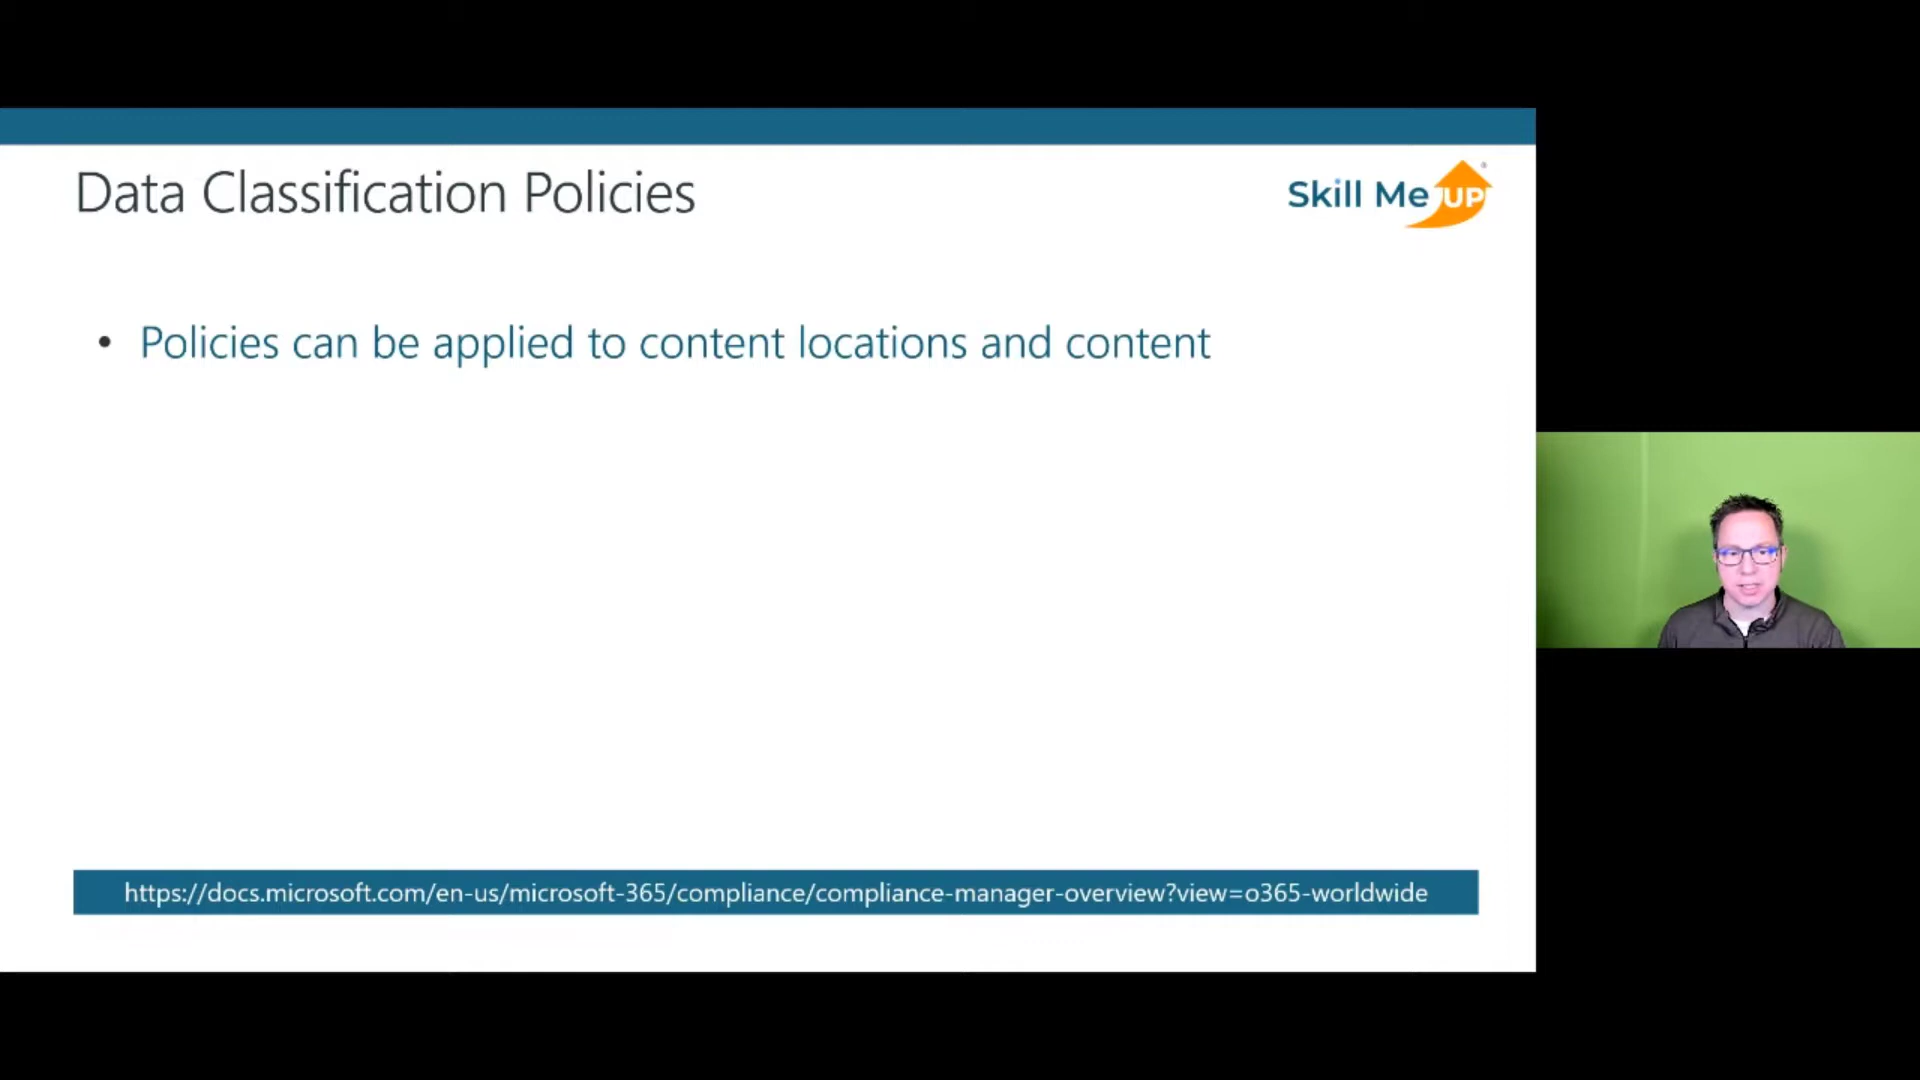 Data Classification Policies
Skill Me UP®
• Policies can be applied to content locations and content
https://docs.microsoft.com/en-us/microsoft-365/compliance/compliance-manager-overview?view=o365-worldwide